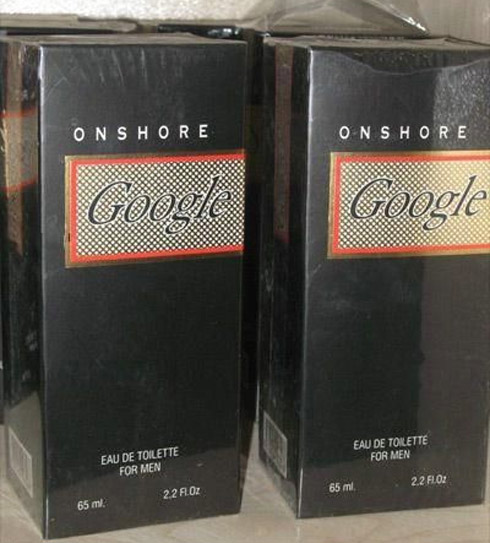 ONSHORE
Google
EAU DE TOILETTE
FOR MEN
65 ml.
2,2 Fl.Oz
ONSHORE
Google
EAU DE TOILETTE
FOR MEN
65 ml.
2,2 Fl.Oz